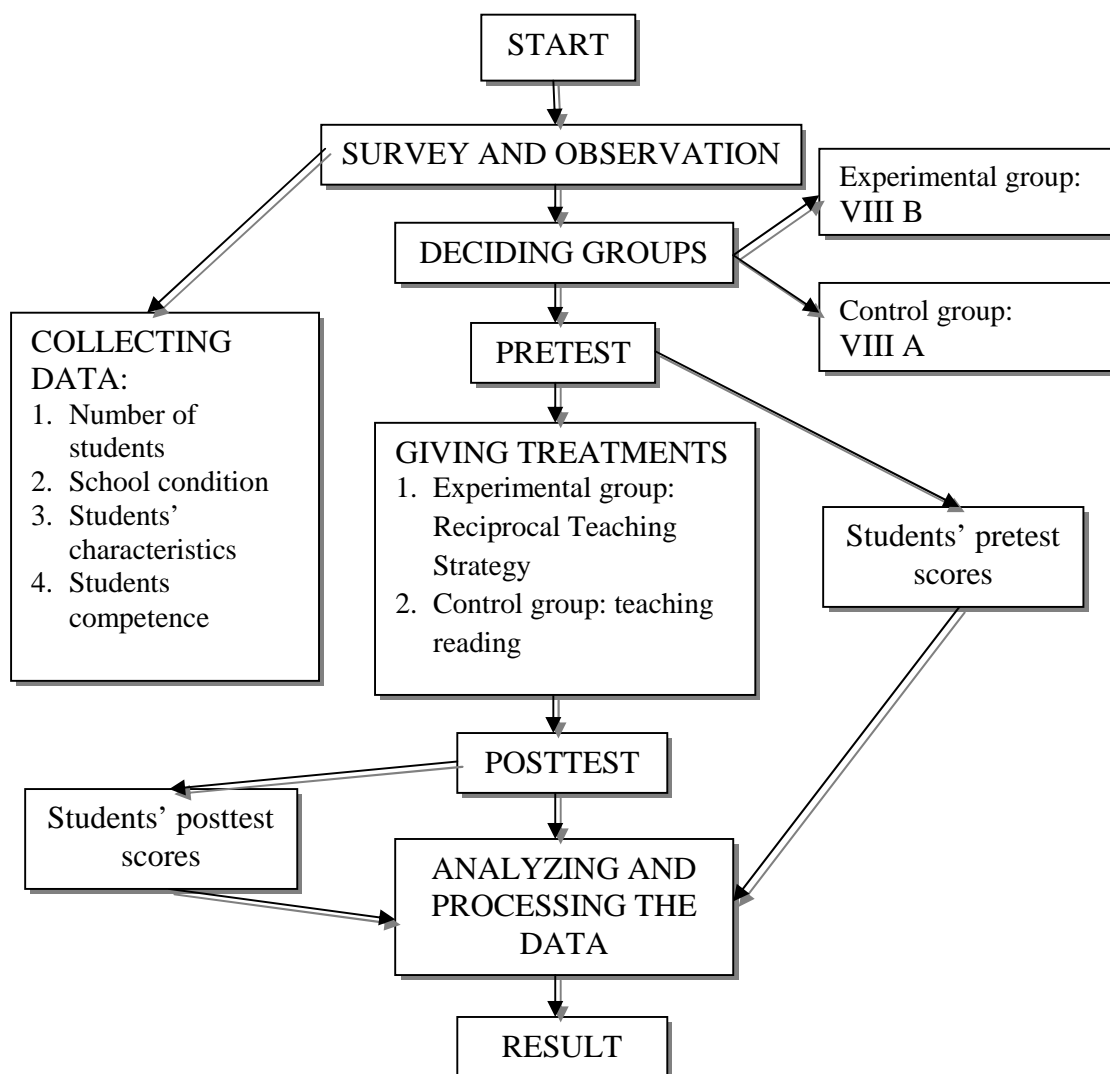 START
SURVEY AND OBSERVATION
Experimental group:
VIII B
DECIDING GROUPS
Control group:
VIII A
COLLECTING
DATA:
1. Number of
students
2. School condition
3. Students’
characteristics
4. Students
competence
PRETEST
GIVING TREATMENTS
1. Experimental group:
Reciprocal Teaching
Strategy
2. Control group: teaching
reading
Students’ pretest
scores
POSTTEST
Students’ posttest
scores
ANALYZING AND
PROCESSING THE
DATA
RESULT